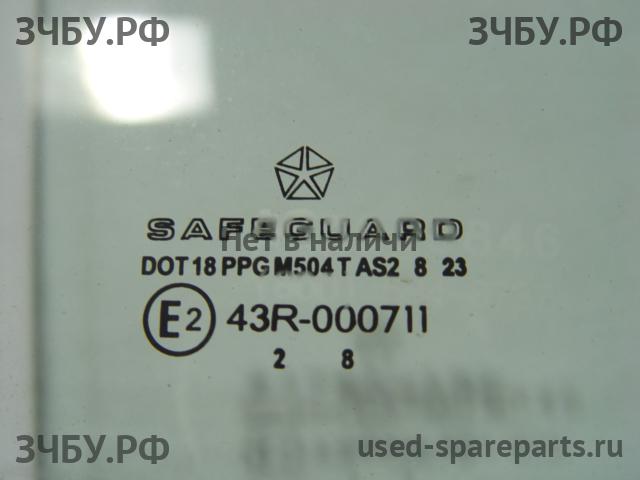 ЗЧБУ.РФ ЗЧБУ.РФ
SAFEGUARD
Нет в наличии
DOT 18 PPG M504 T AS2 8 23
E2 43R-000711
2 8
ЗЧБУ.РФ used-spareparts.ru